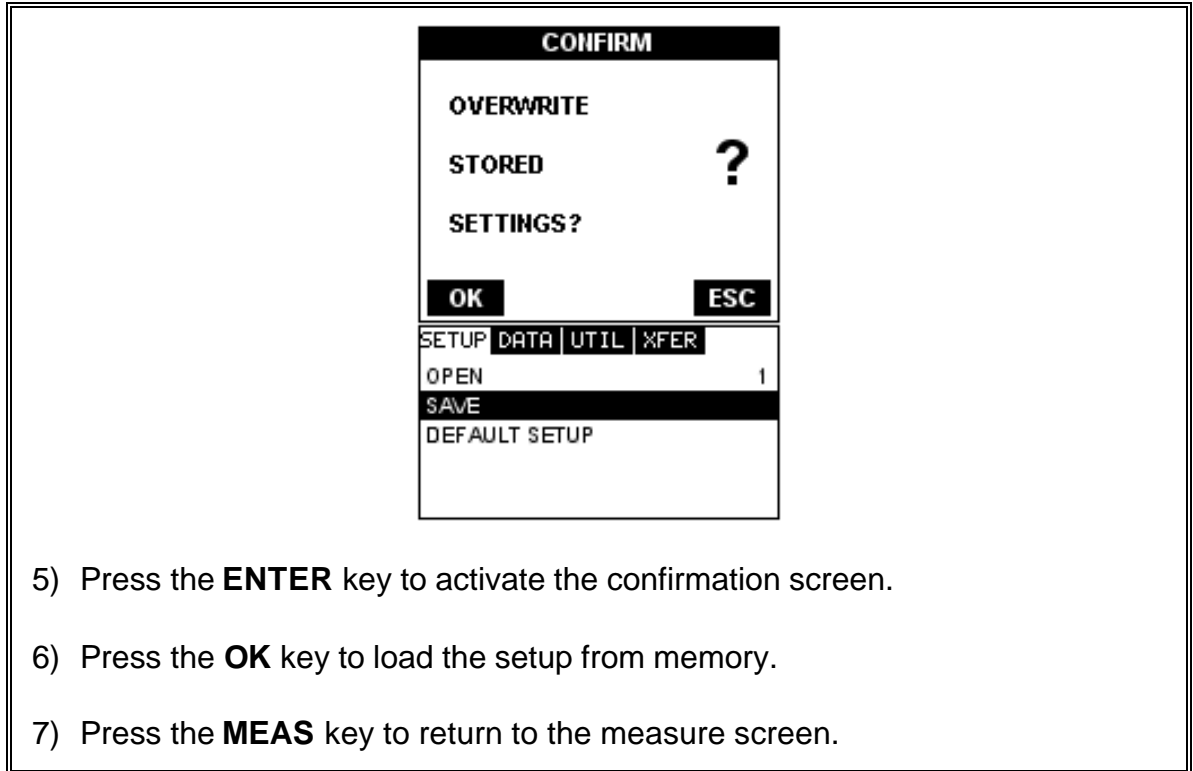 CONFIRM
OVERWRITE
STORED
?
SETTINGS?
OK ESC
SETUP DATA UTIL XFER
OPEN 1
SAVE
DEFAULT SETUP
5) Press the ENTER key to activate the confirmation screen.
6) Press the OK key to load the setup from memory.
7) Press the MEAS key to return to the measure screen.